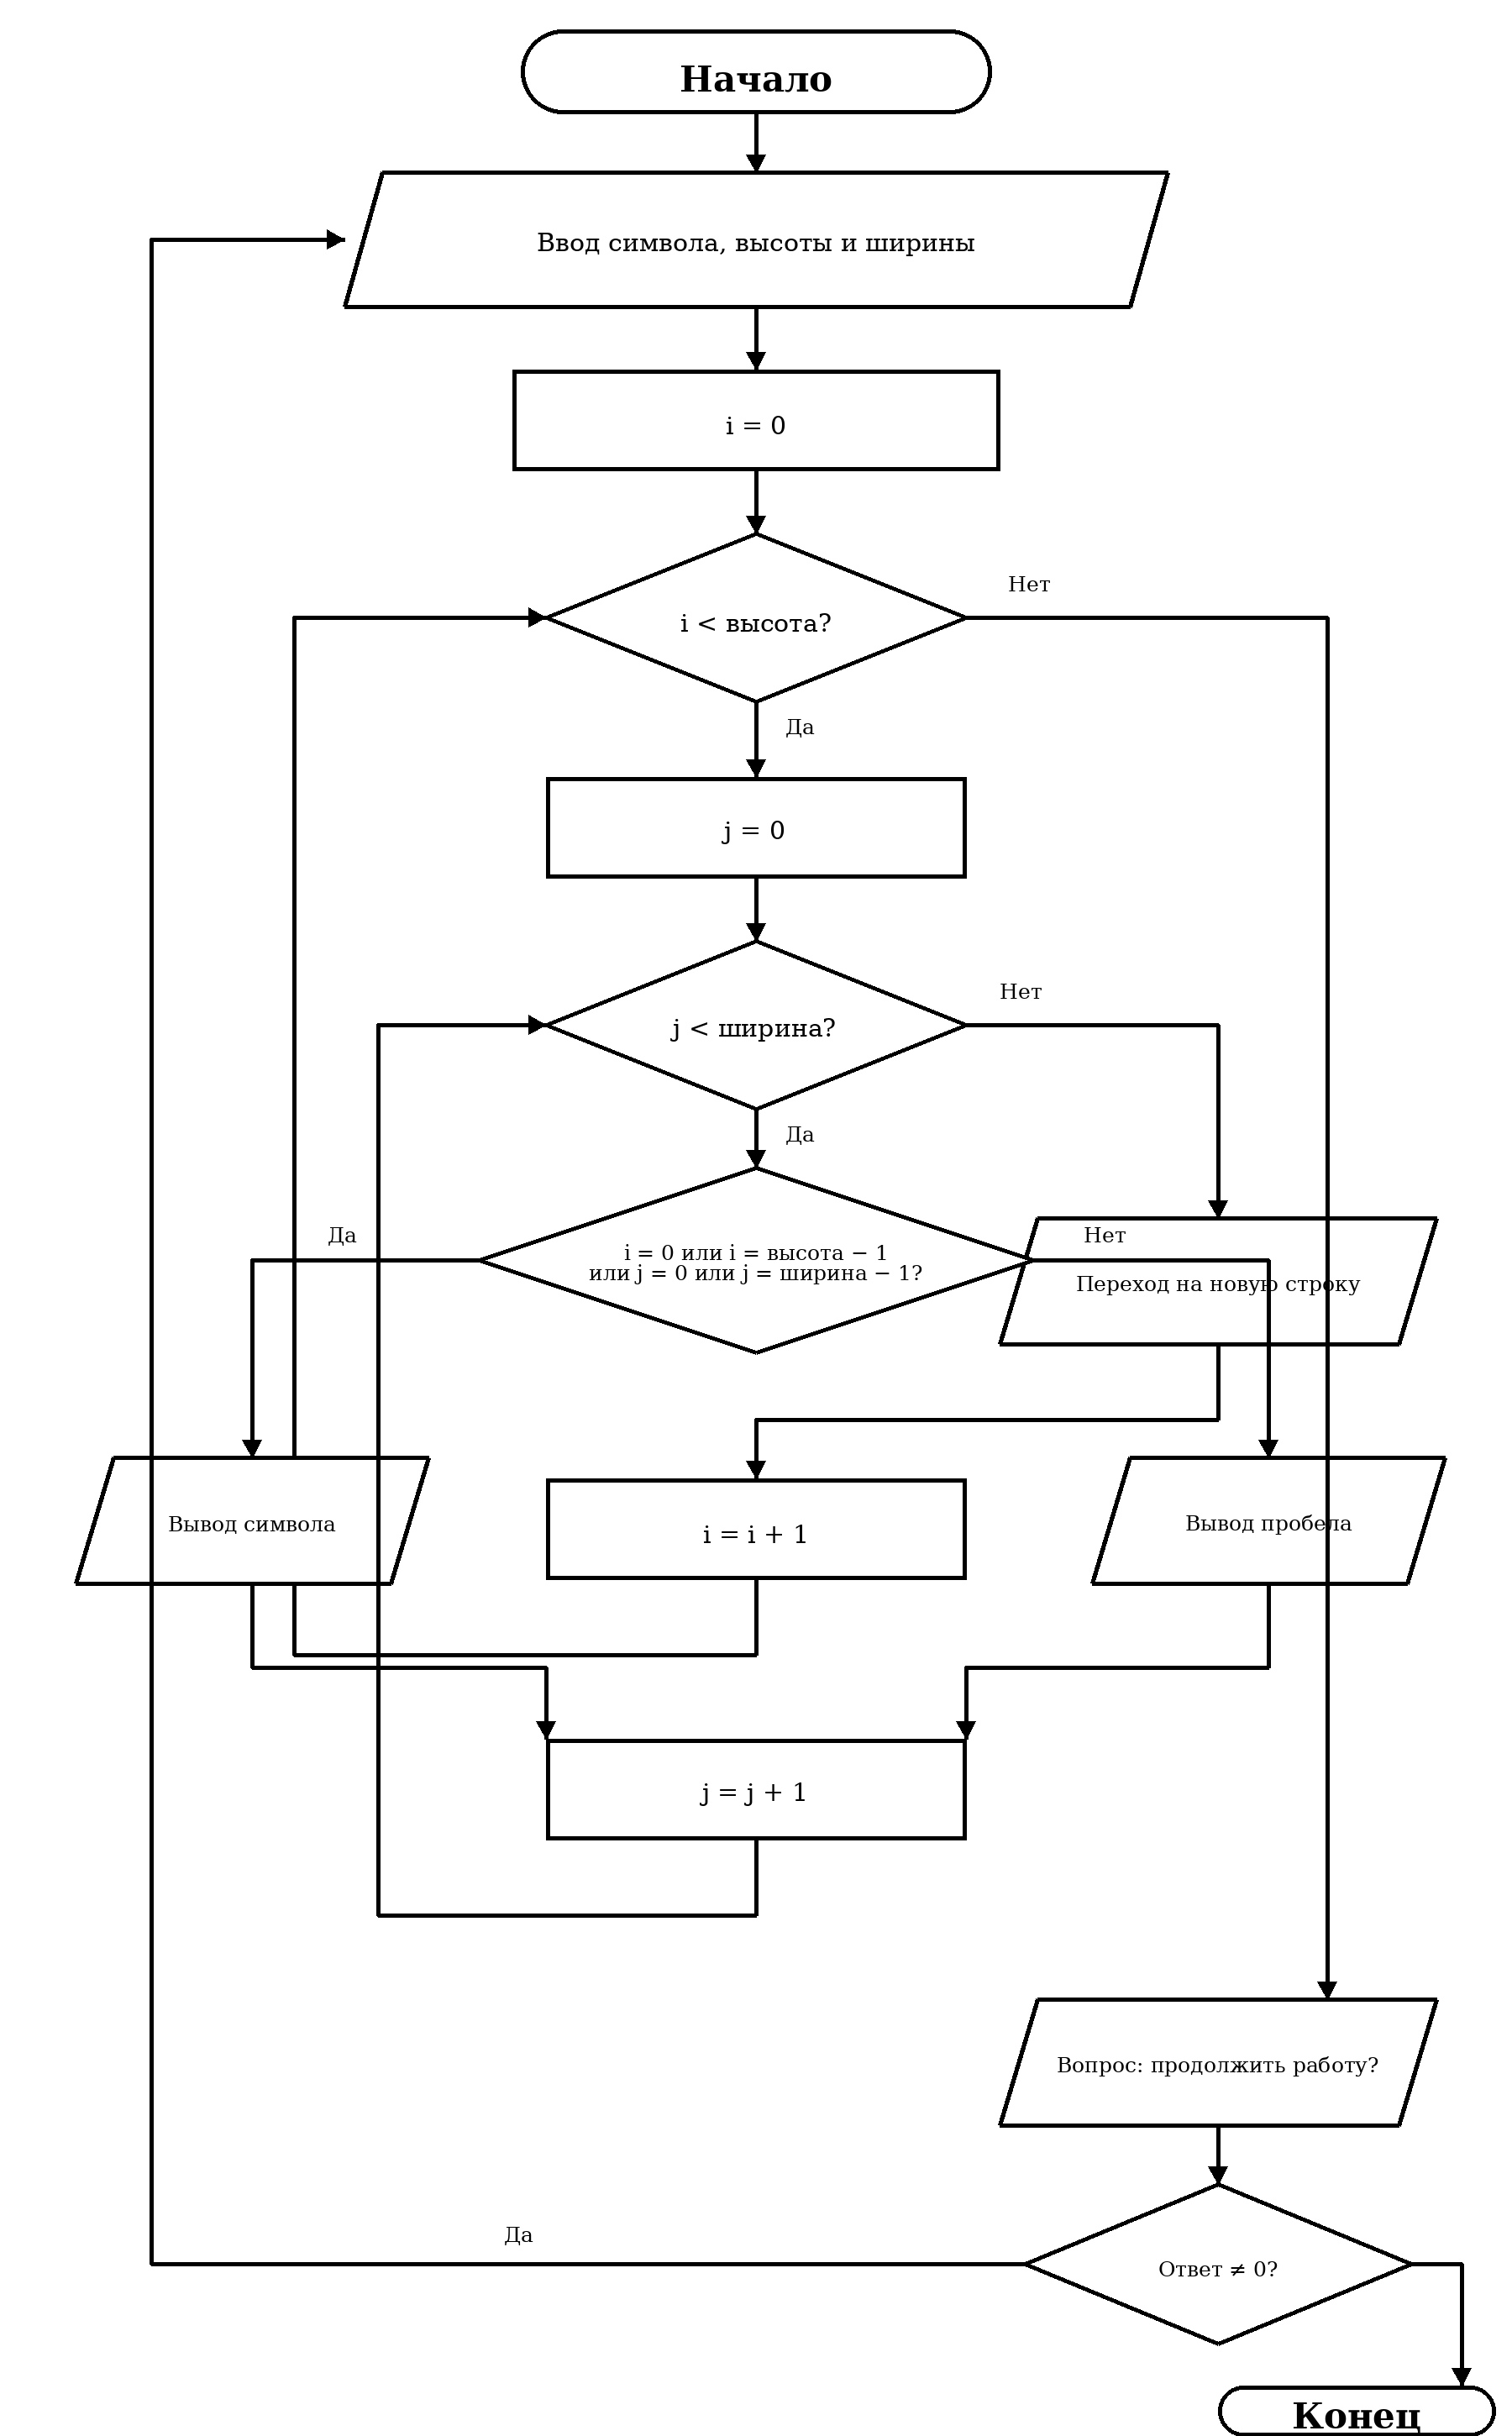 Начало
Ввод символа, высоты и ширины
i = 0
Нет
i < высота?
Да
j = 0
Нет
j < ширина?
Да
Да
i = 0 или i = высота − 1
или j = 0 или j = ширина − 1?
Нет
Переход на новую строку
Вывод символа
i = i + 1
Вывод пробела
j = j + 1
Вопрос: продолжить работу?
Да
Ответ ≠ 0?
Конец